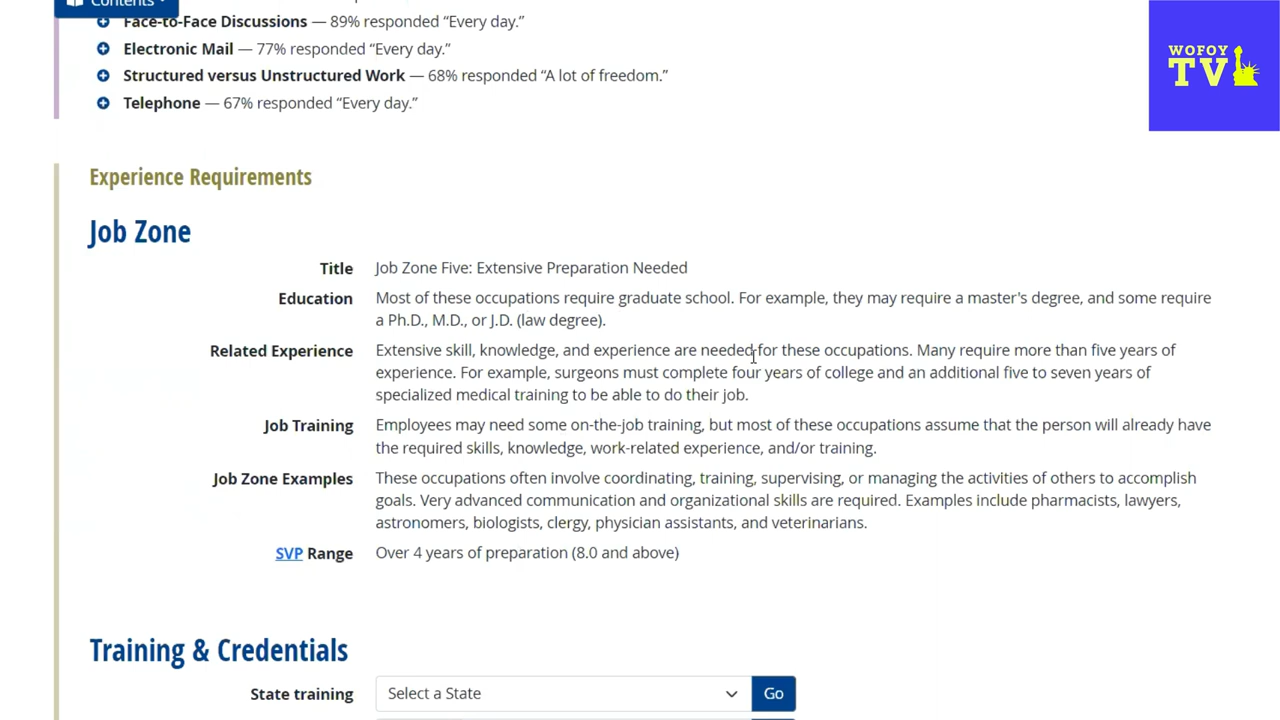 Contents
Face-to-Face Discussions — 89% responded “Every day.”
Electronic Mail — 77% responded “Every day.”
Structured versus Unstructured Work — 68% responded “A lot of freedom.”
Telephone — 67% responded “Every day.”
WOFOY
TV
Experience Requirements
Job Zone
Title Job Zone Five: Extensive Preparation Needed
Education Most of these occupations require graduate school. For example, they may require a master's degree, and some require
a Ph.D., M.D., or J.D. (law degree).
Related Experience Extensive skill, knowledge, and experience are needed for these occupations. Many require more than five years of
experience. For example, surgeons must complete four years of college and an additional five to seven years of
specialized medical training to be able to do their job.
Job Training Employees may need some on-the-job training, but most of these occupations assume that the person will already have
the required skills, knowledge, work-related experience, and/or training.
Job Zone Examples These occupations often involve coordinating, training, supervising, or managing the activities of others to accomplish
goals. Very advanced communication and organizational skills are required. Examples include pharmacists, lawyers,
astronomers, biologists, clergy, physician assistants, and veterinarians.
SVP Range Over 4 years of preparation (8.0 and above)
Training & Credentials
State training Select a State Go